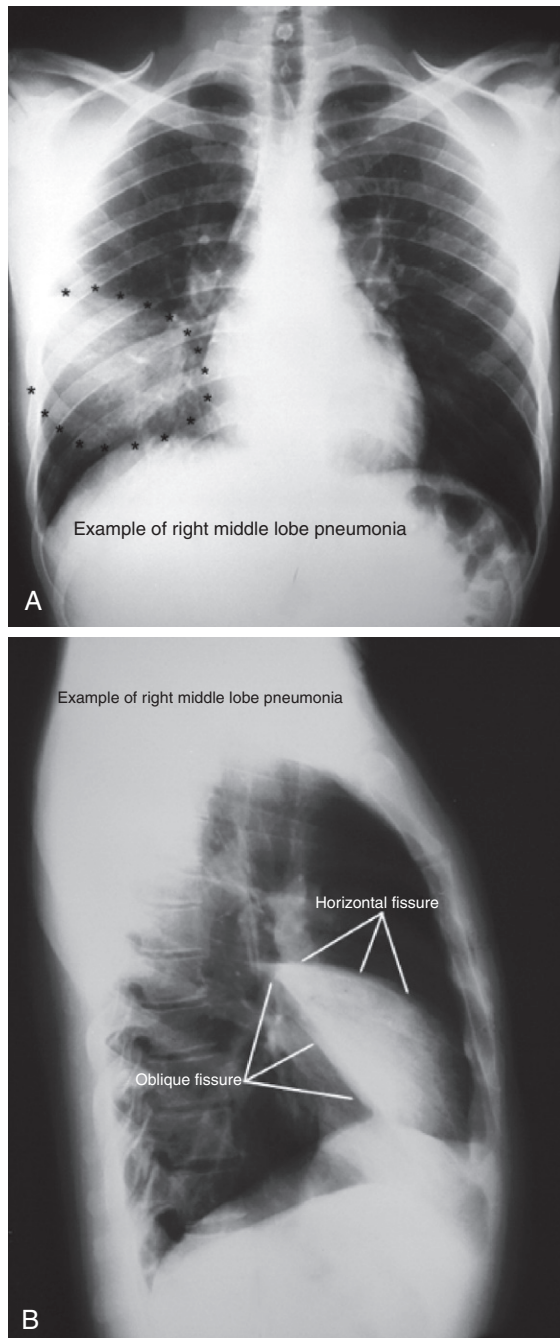 Example of right middle lobe pneumonia
A
Example of right middle lobe pneumonia
Horizontal fissure
Oblique fissure
B